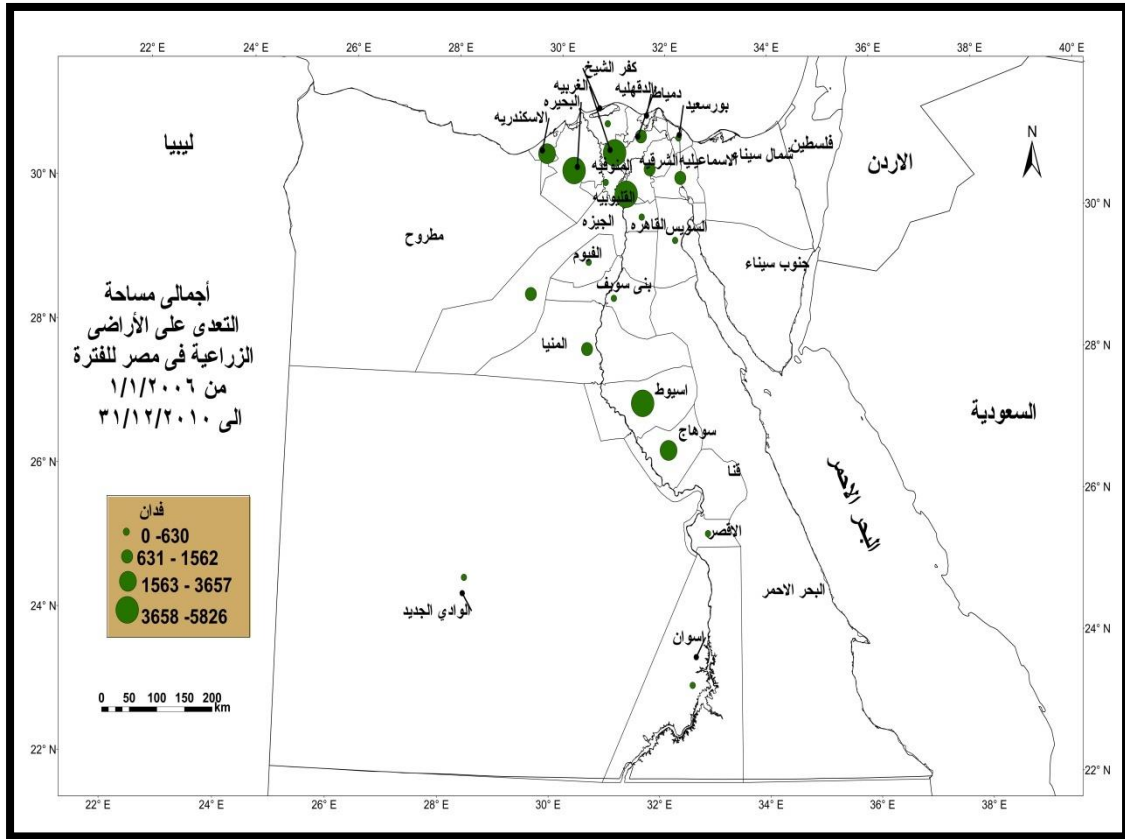 22° E 24° E 26° E 28° E 30° E 32° E 34° E 36° E 38° E 40° E
كفر الشيخ
الغربيه
الدقهليه
دمياط
البحيره
بورسعيد
الاسكندريه
ليبيا
فلسطين
شمال سيناء
الاسماعيليه
الشرقيا
المنوفيه
الاردن
N
30° N
30° N
القليوبيه
الجيزه
القاهره
السويس
مطروح
الفيوم
جنوب سيناء
بنى سويف
28° N
28° N
أجمالى مساحة
التعدى على الأراضى
الزراعية فى مصر للفترة
من ١/١/٢٠٠٦
الى ٣١/١٢/٢٠١٠
المنيا
اسيوط
السعودية
سوهاج
26° N
26° N
قنا
البحر الاحمر
الاقصر
فدان
0 -630
631 - 1562
1563 - 3657
3658 -5826
24° N
24° N
البحر الاحمر
الوادي الجديد
اسوان
0 50 100 150 200
km
22° N
22° N
22° E 24° E 26° E 28° E 30° E 32° E 34° E 36° E 38° E